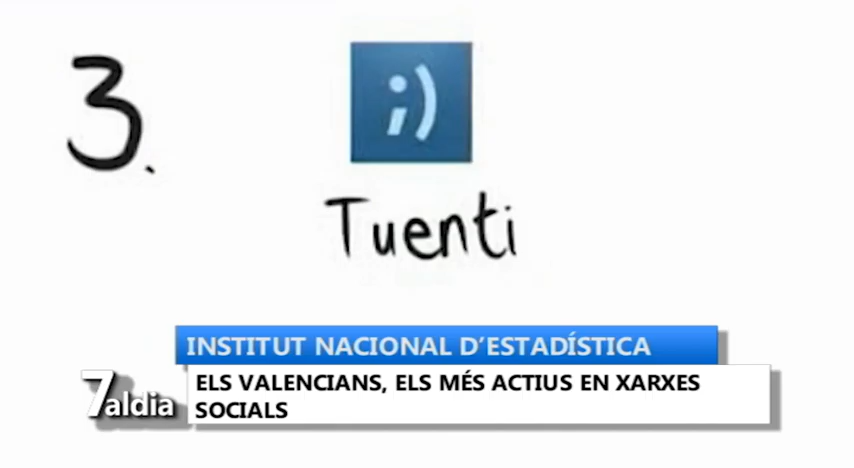 3.
;)
Tuenti
INSTITUT NACIONAL D'ESTADÍSTICA
7aldia
ELS VALENCIANS, ELS MÉS ACTIUS EN XARXES
SOCIALS